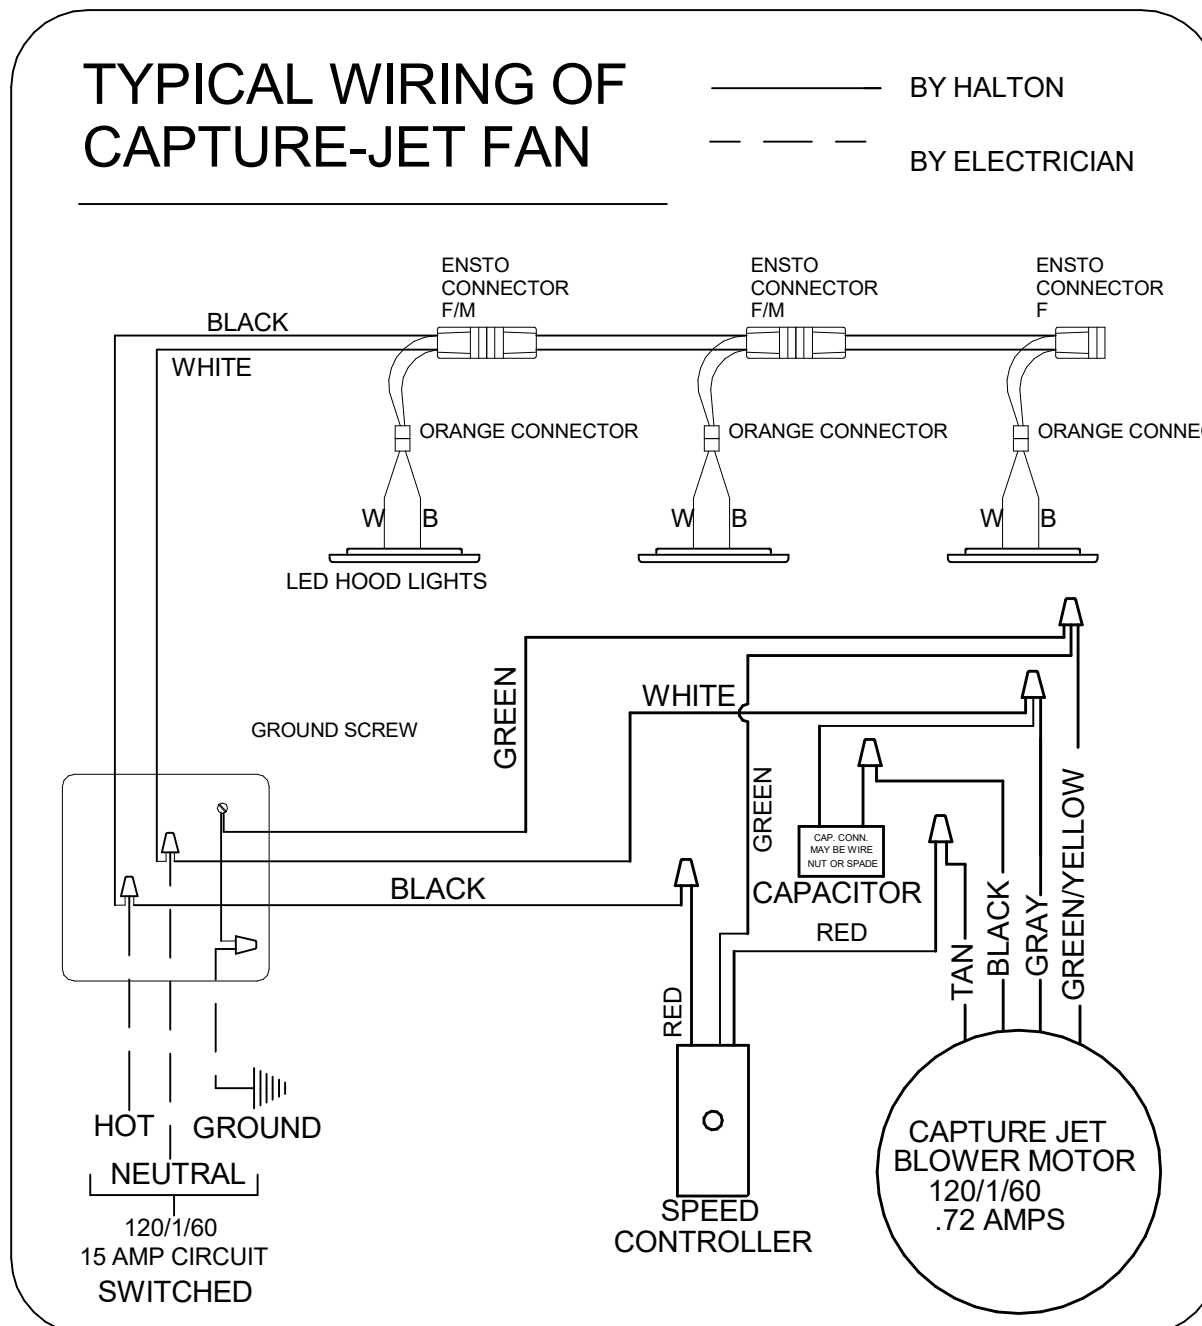 TYPICAL WIRING OF
CAPTURE-JET FAN
BY HALTON
BY ELECTRICIAN
ENSTO
CONNECTOR
F/M
ENSTO
CONNECTOR
F/M
ENSTO
CONNECTOR
F
BLACK
WHITE
ORANGE CONNECTOR
ORANGE CONNECTOR
ORANGE CONNE
W B
W B
W B
LED HOOD LIGHTS
GREEN
WHITE
GROUND SCREW
GREEN
CAP. CONN.
MAY BE WIRE
NUT OR SPADE
CAPACITOR
BLACK
RED
RED
TAN
BLACK
GRAY
GREEN/YELLOW
HOT
GROUND
NEUTRAL
120/1/60
15 AMP CIRCUIT
SWITCHED
SPEED
CONTROLLER
CAPTURE JET
BLOWER MOTOR
120/1/60
.72 AMPS